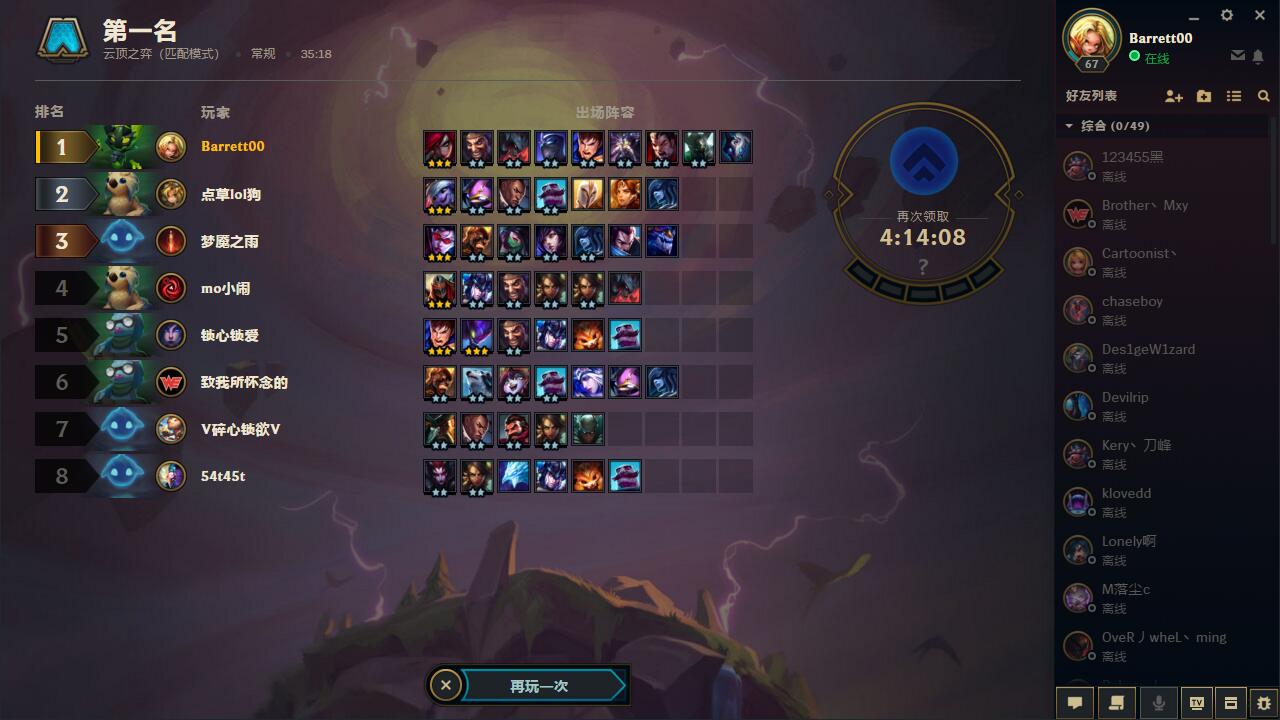 第一名
云顶之弈（匹配模式） • 常规 • 35:18
排名 玩家 出场阵容
1 Barrett00
2 点草lol狗
3 梦魇之雨
4 mo小闹
5 锁心锁爱
6 致我所怀念的
7 V碎心锁欲V
8 54t45t
再次领取
4:14:08
?
再玩一次
Barrett00
67
在线
好友列表
综合 (0/49)
123455黑
离线
Brother丶Mxy
离线
Cartoonist丶
离线
chaseboy
离线
Des1geW1zard
离线
Devilrip
离线
Kery丶刀峰
离线
klovedd
离线
Lonely啊
离线
M落尘c
离线
OveR丿wheL丶ming
离线
TV